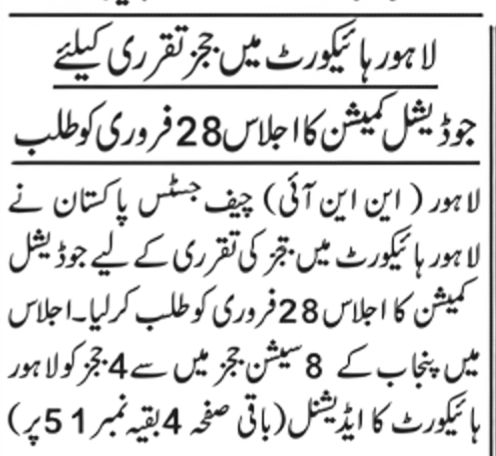 لاہور ہائیکورٹ میں ججز تقرری کیلئے
جوڈیشل کمیشن کا اجلاس 28 فروری کو طلب
لاہور (این این آئی) چیف جسٹس پاکستان نے
لاہور ہائیکورٹ میں ججز کی تقرری کے لیے جوڈیشل
کمیشن کا اجلاس 28 فروری کو طلب کرلیا۔ اجلاس
میں پنجاب کے 8 سیشن ججز میں سے 4 ججز کو لاہور
ہائیکورٹ کا ایڈیشنل (باقی صفحہ 4 بقیہ نمبر 51 پر)